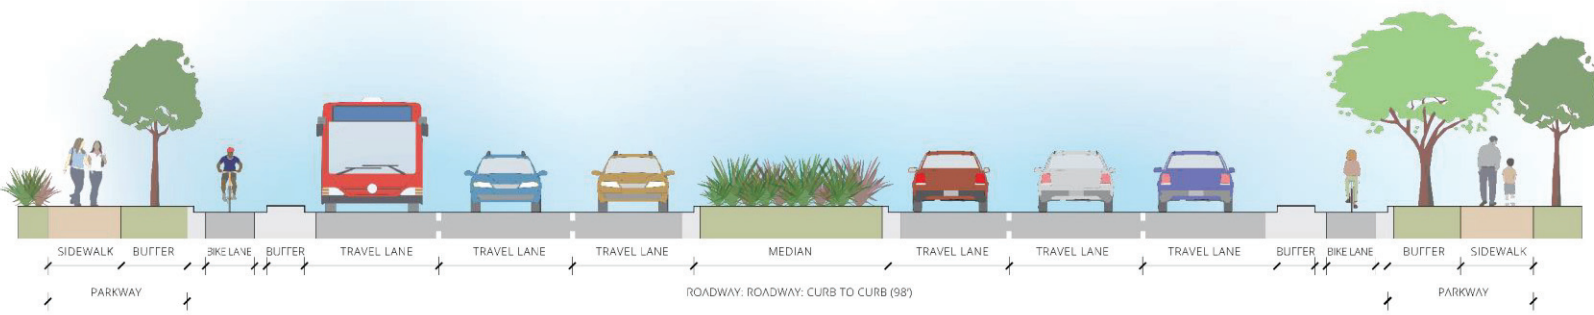 SIDEWALK BUFFER BIKE LANE BUFFER TRAVEL LANE TRAVEL LANE TRAVEL LANE MEDIAN TRAVEL LANE TRAVEL LANE TRAVEL LANE BUFFER BIKE LANE BUFFER SIDEWALK
PARKWAY ROADWAY: ROADWAY: CURB TO CURB (98') PARKWAY